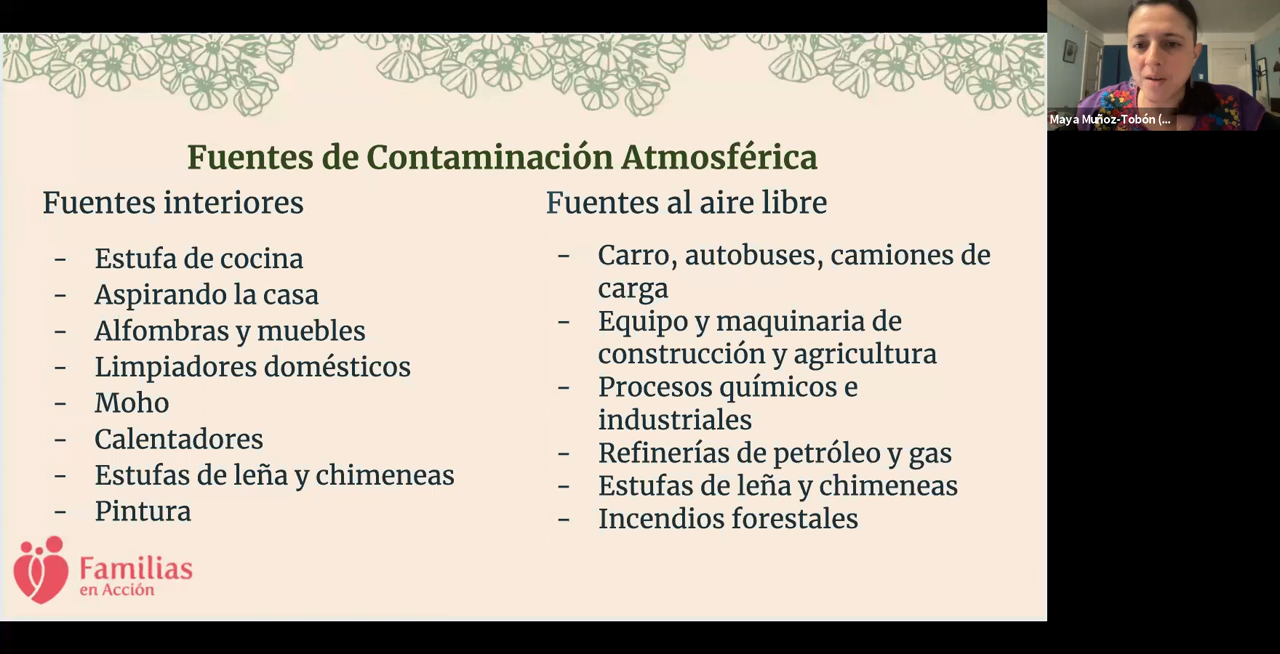 Fuentes de Contaminación Atmosférica
Fuentes interiores
- Estufa de cocina
- Aspirando la casa
- Alfombras y muebles
- Limpiadores domésticos
- Moho
- Calentadores
- Estufas de leña y chimeneas
- Pintura
Fuentes al aire libre
- Carro, autobuses, camiones de
carga
- Equipo y maquinaria de
construcción y agricultura
- Procesos químicos e
industriales
- Refinerías de petróleo y gas
- Estufas de leña y chimeneas
- Incendios forestales
Familias
en Acción
Maya Muñoz-Tobón (...